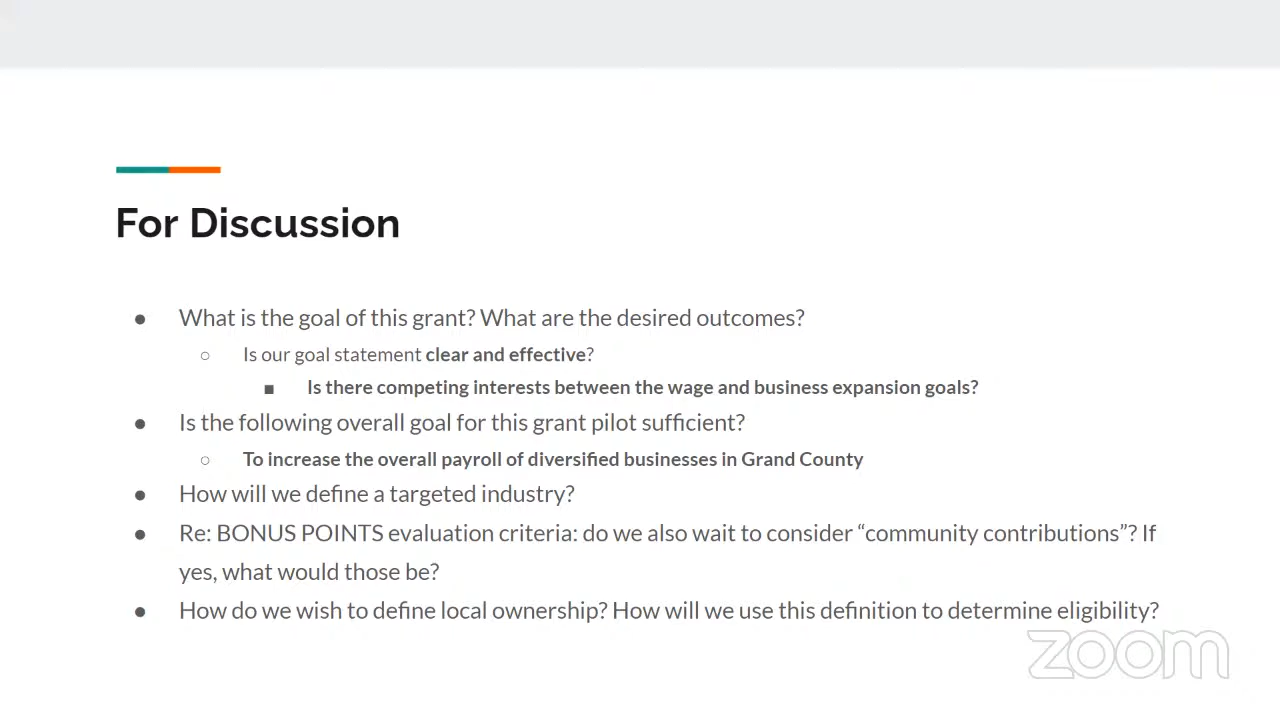 For Discussion
● What is the goal of this grant? What are the desired outcomes?
○ Is our goal statement clear and effective?
■ Is there competing interests between the wage and business expansion goals?
● Is the following overall goal for this grant pilot sufficient?
○ To increase the overall payroll of diversified businesses in Grand County
● How will we define a targeted industry?
● Re: BONUS POINTS evaluation criteria: do we also wait to consider “community contributions”? If
yes, what would those be?
● How do we wish to define local ownership? How will we use this definition to determine eligibility?
zoom